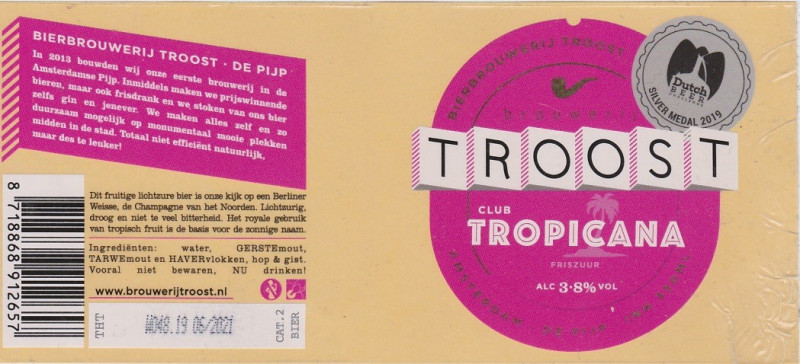 BIERBROUWERIJ TROOST · DE PIJP
In 2013 bouwden wij onze eerste brouwerij in de
Amsterdamse Pijp. Inmiddels maken we prijswinnende
bieren, maar ook frisdrank en we stoken van ons bier
zelfs gin en jenever. We maken alles zelf en zo
duurzaam mogelijk op monumentaal mooie plekken
midden in de stad. Totaal niet efficiënt natuurlijk,
maar des te leuker!
8 718868 912657
Dit fruitige lichtzure bier is onze kijk op een Berliner
Weisse, de Champagne van het Noorden. Lichtzurig,
droog en niet te veel bitterheid. Het royale gebruik
van tropisch fruit is de basis voor de zonnige naam.
Ingrediënten: water, GERSTEmout,
TARWEmout en HAVERvlokken, hop & gist.
Vooral niet bewaren, NU drinken!
www.brouwerijtroost.nl
THT
W048.19 06/2021
CAT.2
BIER
BIERBROUWERIJ TROOST
brouwerij
TROOST
CLUB
TROPICANA
FRISZUUR
ALC 3·8% VOL
Dutch
BEER
SILVER MEDAL 2019